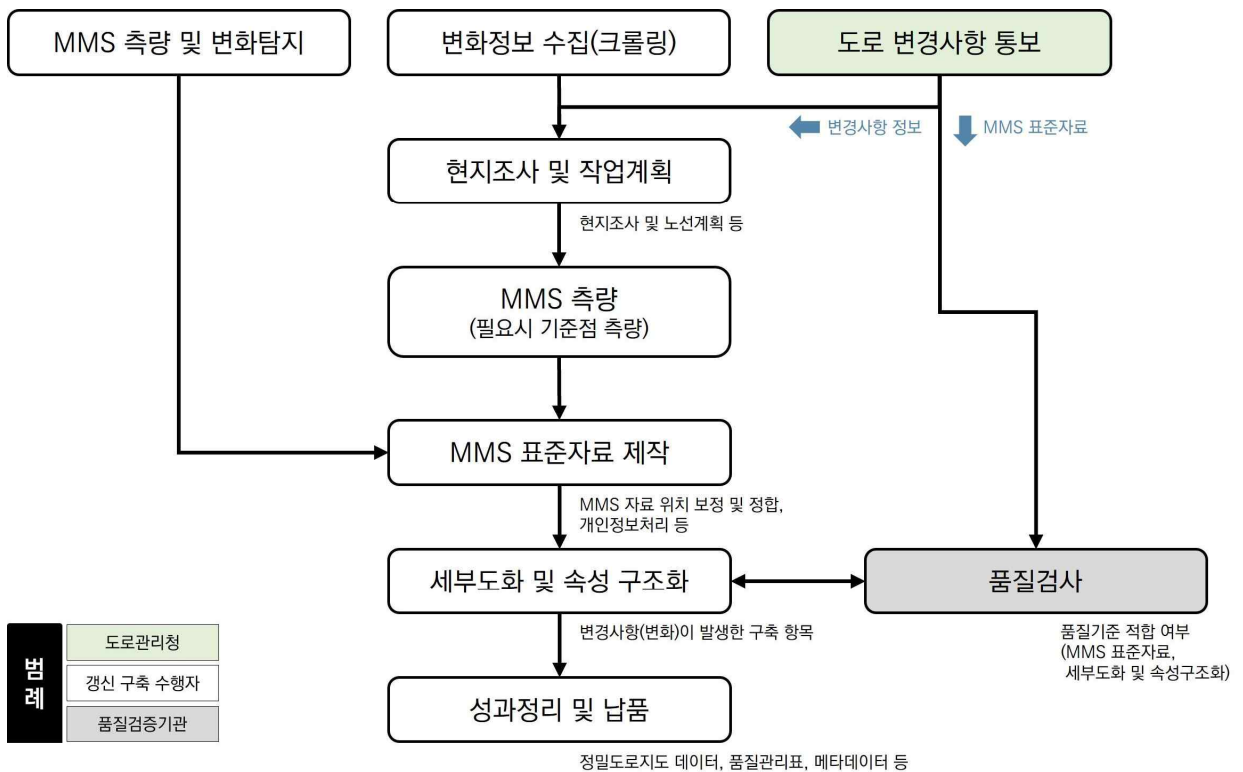 MMS 측량 및 변화탐지
변화정보 수집(크롤링)
도로 변경사항 통보
변경사항 정보
MMS 표준자료
현지조사 및 작업계획
현지조사 및 노선계획 등
MMS 측량
(필요시 기준점 측량)
MMS 표준자료 제작
MMS 자료 위치 보정 및 정합,
개인정보처리 등
세부도화 및 속성 구조화
품질검사
변경사항(변화)이 발생한 구축 항목
품질기준 적합 여부
(MMS 표준자료,
세부도화 및 속성구조화)
성과정리 및 납품
정밀도로지도 데이터, 품질관리표, 메타데이터 등
범례
도로관리청
갱신 구축 수행자
품질검증기관